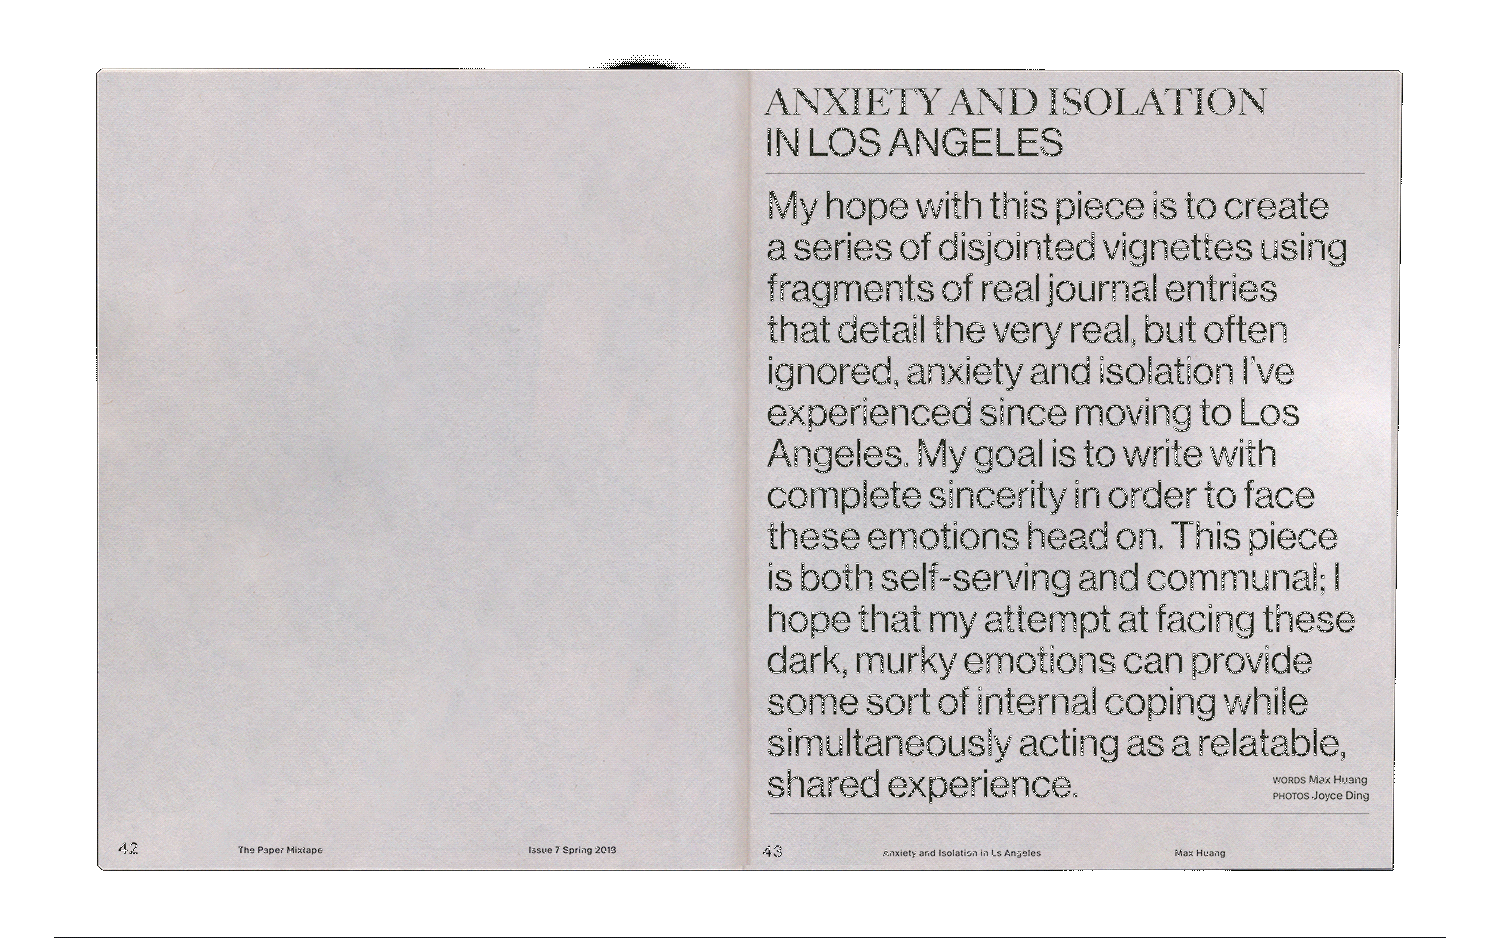 ANXIETY AND ISOLATION
IN LOS ANGELES
My hope with this piece is to create
a series of disjointed vignettes using
fragments of real journal entries
that detail the very real, but often
ignored, anxiety and isolation I've
experienced since moving to Los
Angeles. My goal is to write with
complete sincerity in order to face
these emotions head on. This piece
is both self-serving and communal; I
hope that my attempt at facing these
dark, murky emotions can provide
some sort of internal coping while
simultaneously acting as a relatable,
shared experience.
WORDS Max Huang
PHOTOS Joyce Ding
42 The Paper Mixtape Issue 7 Spring 2013
43 Anxiety and Isolation in Ls Angeles Max Huang